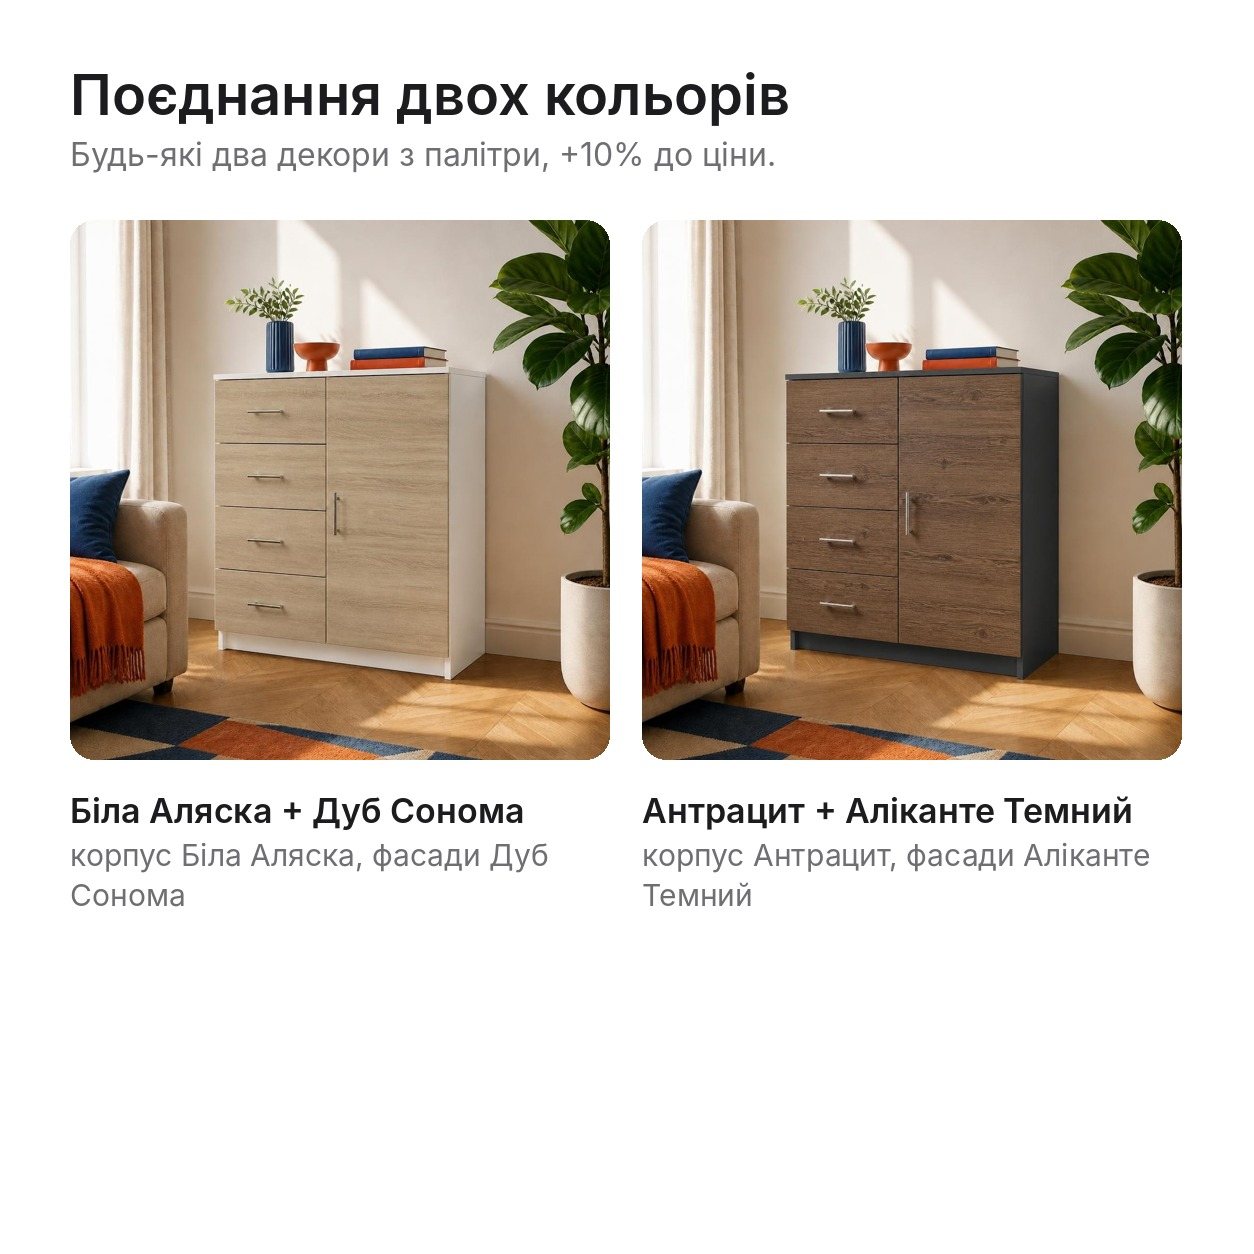 Поєднання двох кольорів
Будь-які два декори з палітри, +10% до ціни.
Біла Аляска + Дуб Сонома
корпус Біла Аляска, фасади Дуб
Сонома
Антрацит + Аліканте Темний
корпус Антрацит, фасади Аліканте
Темний